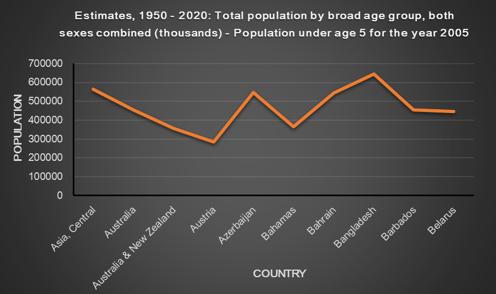 Estimates, 1950 - 2020: Total population by broad age group, both
sexes combined (thousands) - Population under age 5 for the year 2005
700000
600000
500000
400000
300000
200000
100000
0
POPULATION
Asia, Central
Australia
Australia & New Zealand
Austria
Azerbaijan
Bahamas
Bahrain
Bangladesh
Barbados
Belarus
COUNTRY